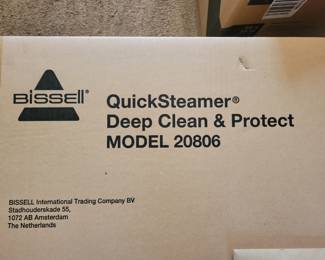 BISSELL
QuickSteamer®
Deep Clean & Protect
MODEL 20806
BISSELL International Trading Company BV
Stadhouderskade 55,
1072 AB Amsterdam
The Netherlands